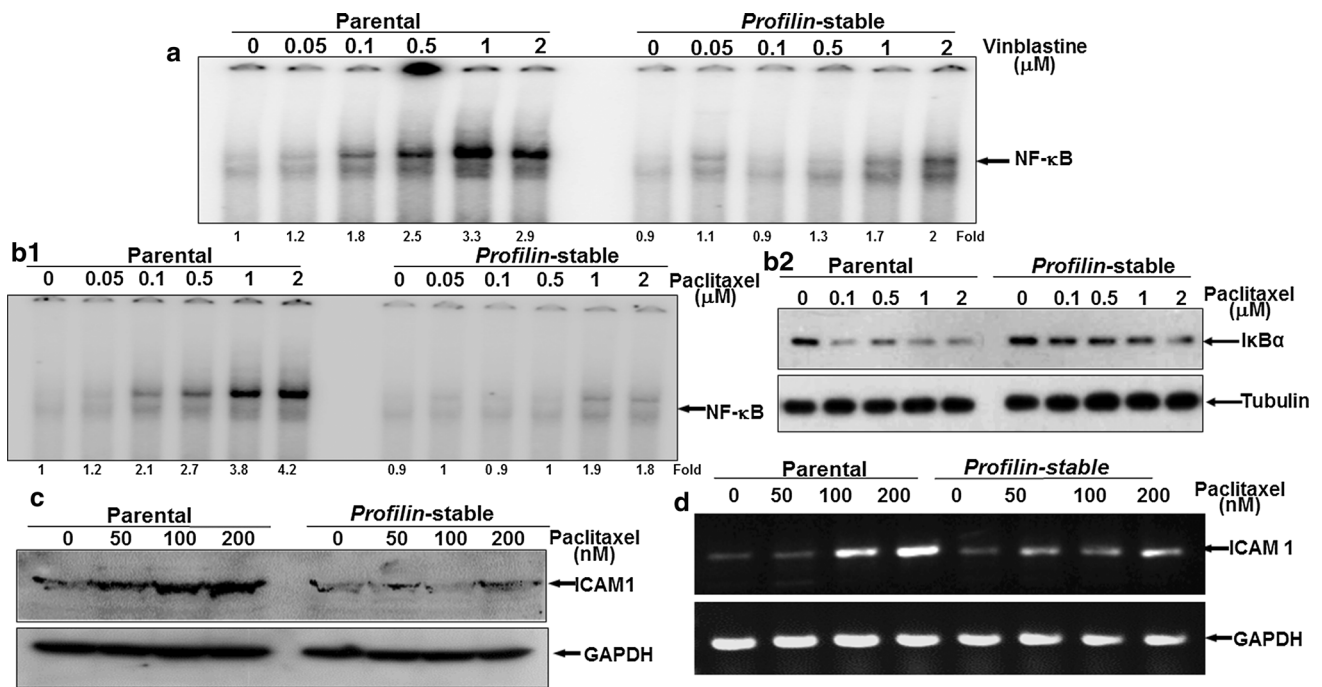 Parental
Profilin-stable
0 0.05 0.1 0.5 1 2
0 0.05 0.1 0.5 1 2
Vinblastine
(μM)
a
NF-κB
1 1.2 1.8 2.5 3.3 2.9
0.9 1.1 0.9 1.3 1.7 2 Fold
b1
Parental
Profilin-stable
0 0.05 0.1 0.5 1 2
0 0.05 0.1 0.5 1 2
Paclitaxel
(μM)
NF-κB
1 1.2 2.1 2.7 3.8 4.2
0.9 1 0 .9 1 1.9 1.8 Fold
b2
Parental
Profilin-stable
0 0.1 0.5 1 2
0 0.1 0.5 1 2
Paclitaxel
(μM)
IκBα
Tubulin
c
Parental
Profilin-stable
0 50 100 200
0 50 100 200
Paclitaxel
(nM)
ICAM1
GAPDH
d
Parental
Profilin-stable
0 50 100 200
0 50 100 200
Paclitaxel
(nM)
ICAM 1
GAPDH